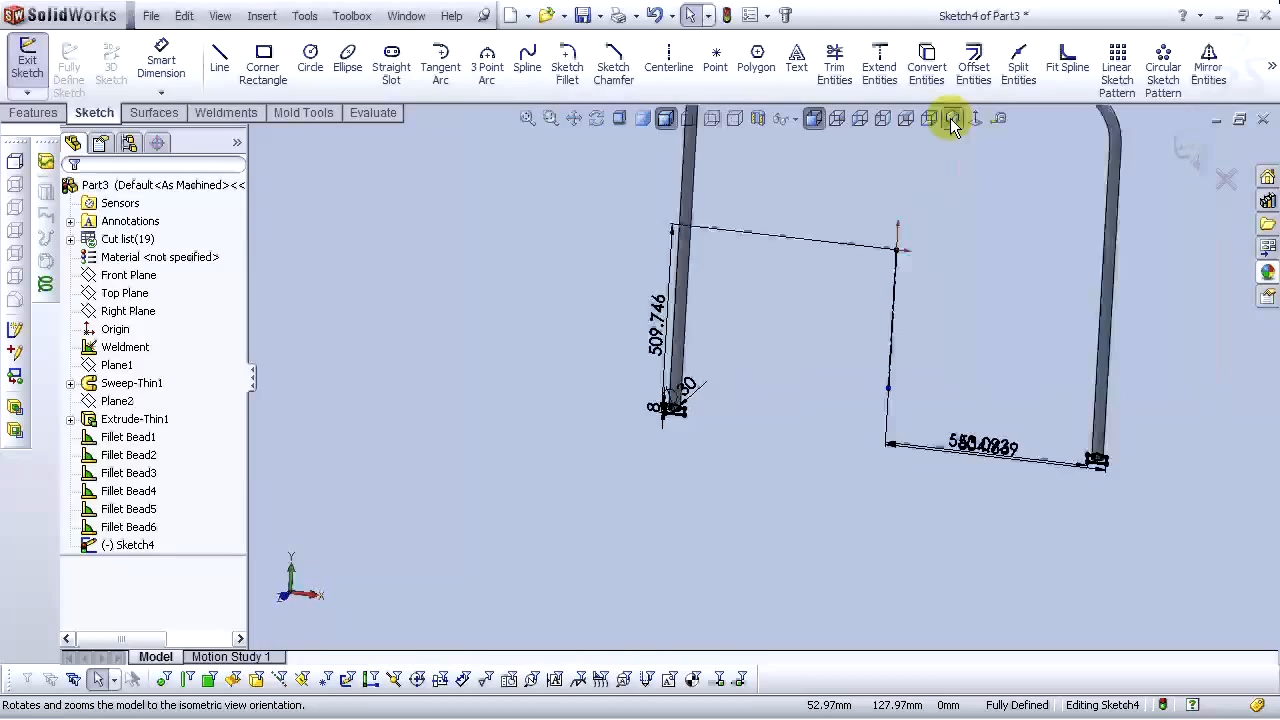 SolidWorks File Edit View Insert Tools Toolbox Window Help Sketch4 of Part3 *
Exit Sketch
Fully Define Sketch
3D Sketch
Smart Dimension
Line
Corner Rectangle
Circle
Ellipse
Straight Slot
Tangent Arc
3 Point Arc
Spline
Sketch Fillet
Sketch Chamfer
Centerline
Point
Polygon
Text
Trim Entities
Extend Entities
Convert Entities
Offset Entities
Split Entities
Fit Spline
Linear Sketch Pattern
Circular Sketch Pattern
Mirror Entities
Features Sketch Surfaces Weldments Mold Tools Evaluate
Part3 (Default<As Machined><<
Sensors
Annotations
Cut list(19)
Material <not specified>
Front Plane
Top Plane
Right Plane
Origin
Weldment
Plane1
Sweep-Thin1
Plane2
Extrude-Thin1
Fillet Bead1
Fillet Bead2
Fillet Bead3
Fillet Bead4
Fillet Bead5
Fillet Bead6
(-) Sketch4
509.746
30
Y
X
Model Motion Study 1
Rotates and zooms the model to the isometric view orientation. 52.97mm 127.97mm 0mm Fully Defined Editing Sketch4